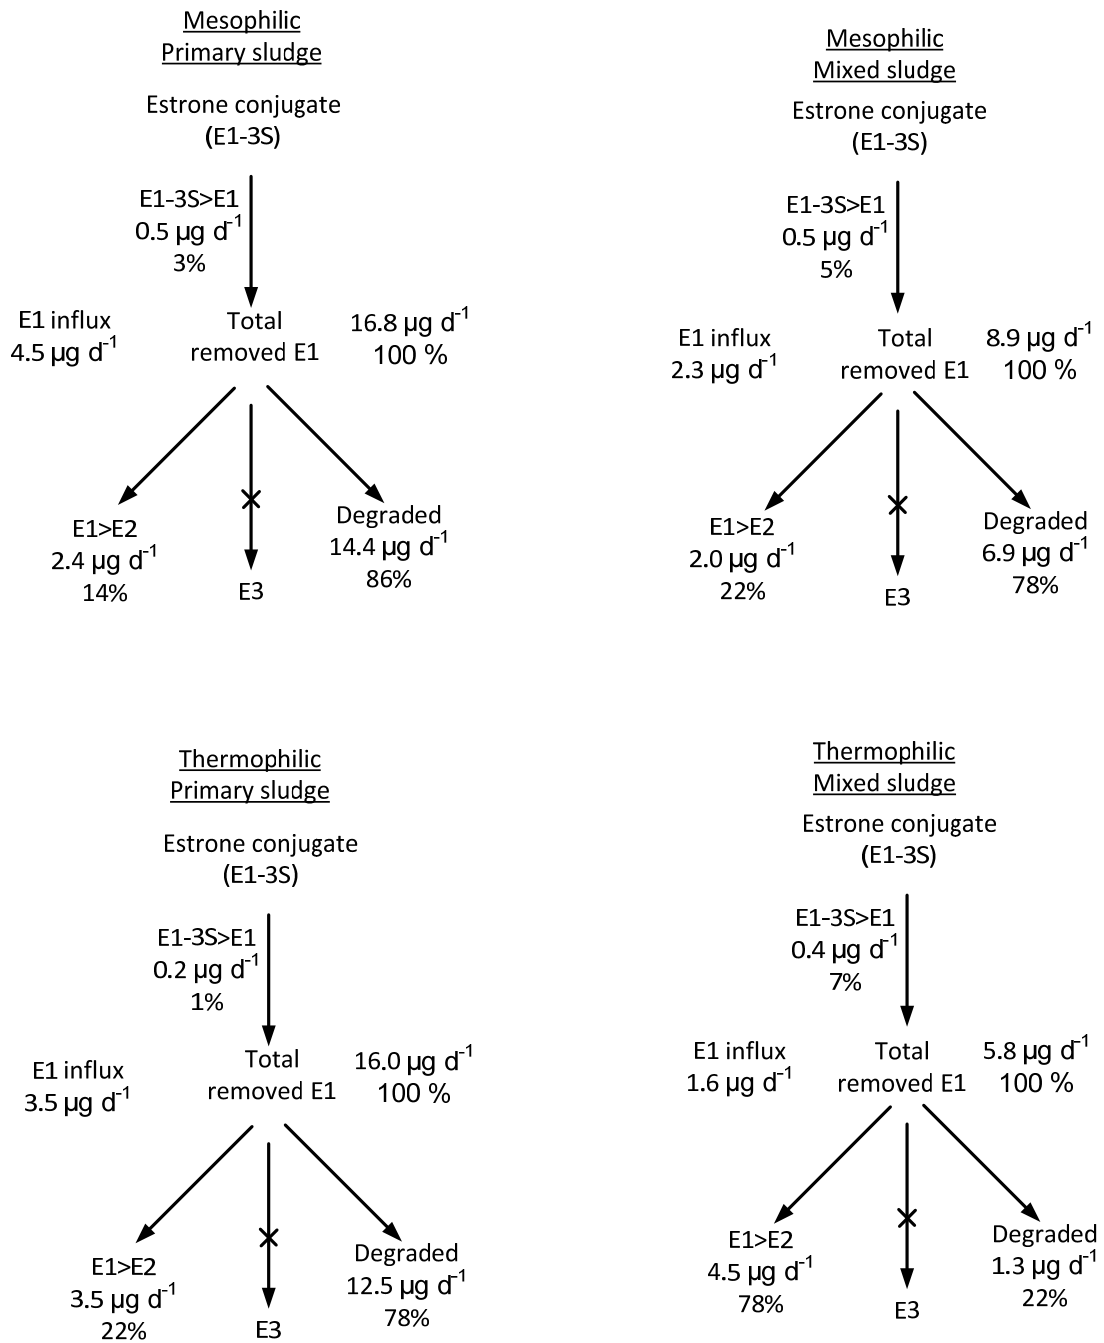 Mesophilic
Primary sludge
Estrone conjugate
(E1-3S)
E1-3S>E1
0.5 µg d⁻¹
3%
E1 influx
4.5 µg d⁻¹
Total
removed E1
16.8 µg d⁻¹
100 %
E1>E2
2.4 µg d⁻¹
14%
E3
Degraded
14.4 µg d⁻¹
86%
Mesophilic
Mixed sludge
Estrone conjugate
(E1-3S)
E1-3S>E1
0.5 µg d⁻¹
5%
E1 influx
2.3 µg d⁻¹
Total
removed E1
8.9 µg d⁻¹
100 %
E1>E2
2.0 µg d⁻¹
22%
E3
Degraded
6.9 µg d⁻¹
78%
Thermophilic
Primary sludge
Estrone conjugate
(E1-3S)
E1-3S>E1
0.2 µg d⁻¹
1%
E1 influx
3.5 µg d⁻¹
Total
removed E1
16.0 µg d⁻¹
100 %
E1>E2
3.5 µg d⁻¹
22%
E3
Degraded
12.5 µg d⁻¹
78%
Thermophilic
Mixed sludge
Estrone conjugate
(E1-3S)
E1-3S>E1
0.4 µg d⁻¹
7%
E1 influx
1.6 µg d⁻¹
Total
removed E1
5.8 µg d⁻¹
100 %
E1>E2
4.5 µg d⁻¹
78%
E3
Degraded
1.3 µg d⁻¹
22%